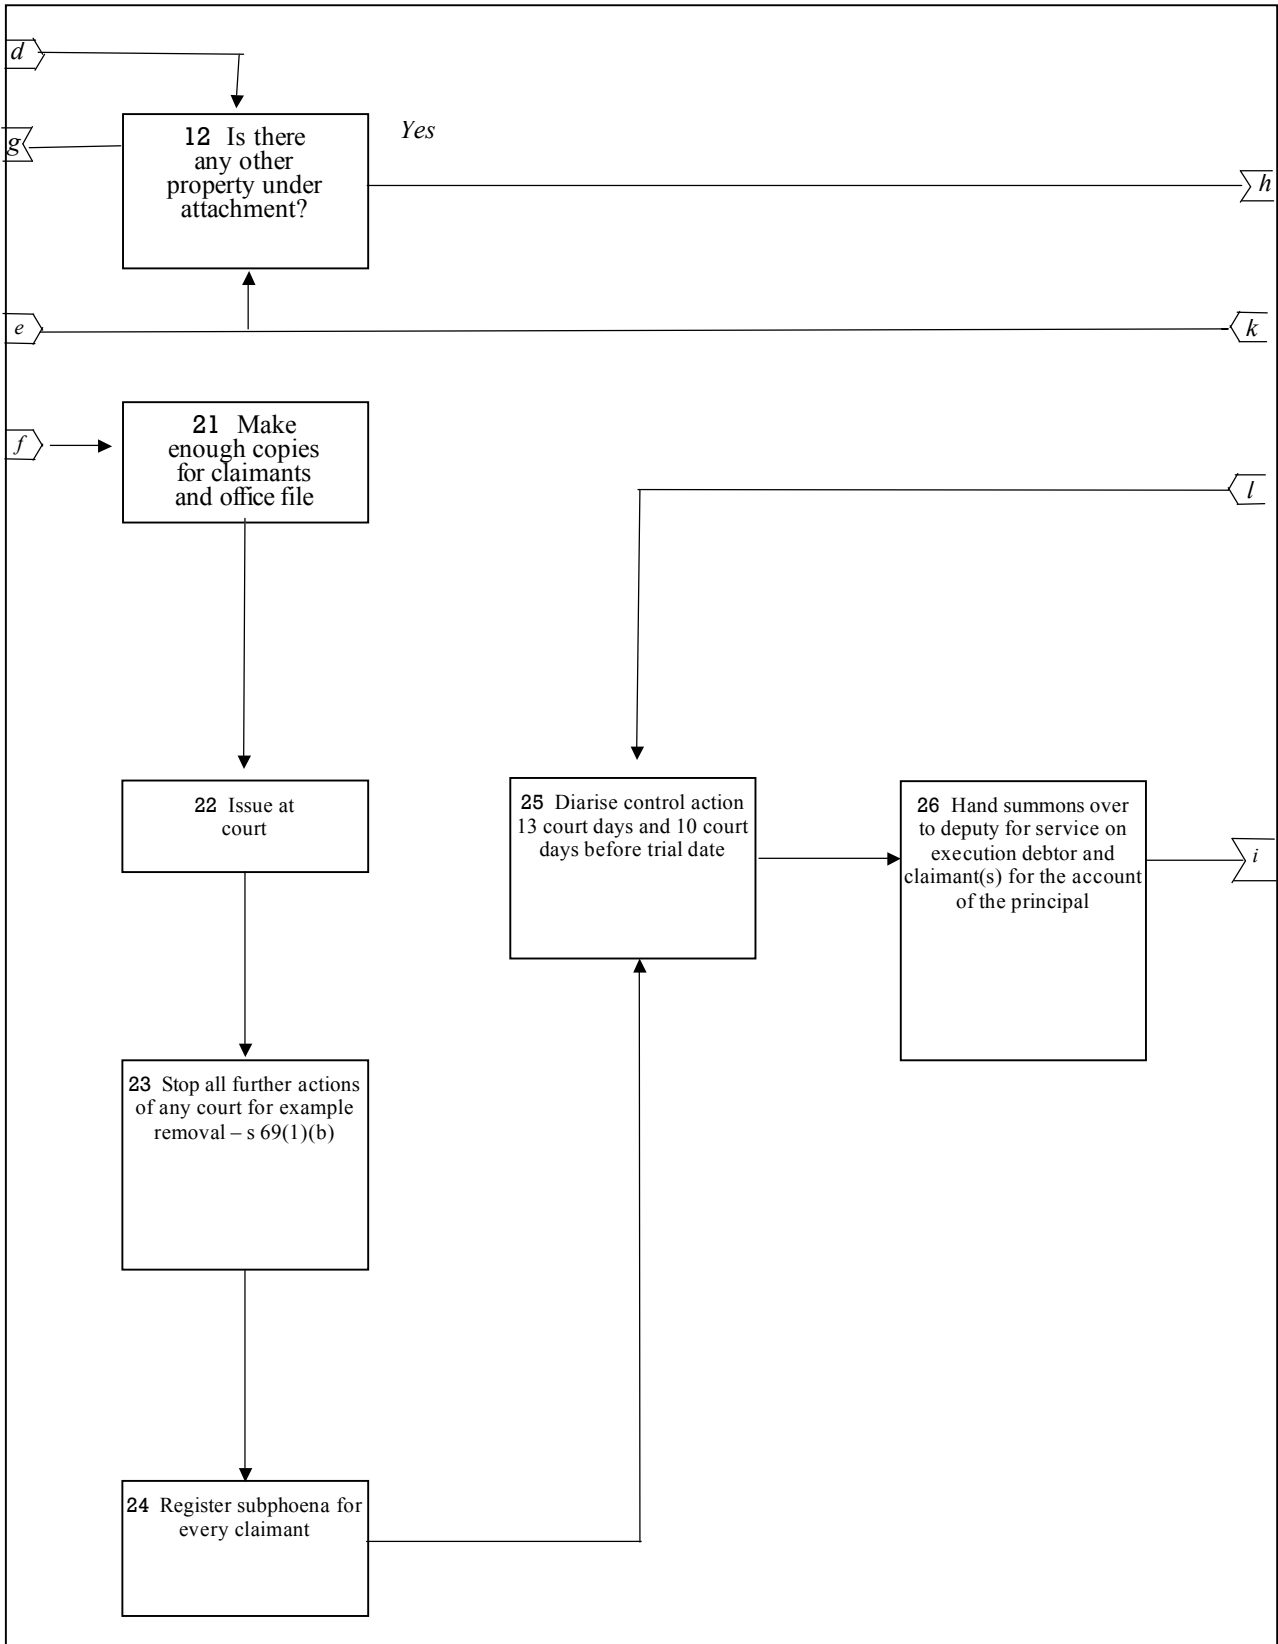 d
g
12 Is there
any other
property under
attachment?
Yes
h
e
k
f
21 Make
enough copies
for claimants
and office file
l
22 Issue at
court
25 Diarise control action
13 court days and 10 court
days before trial date
26 Hand summons over
to deputy for service on
execution debtor and
claimant(s) for the account
of the principal
i
23 Stop all further actions
of any court for example
removal – s 69(1)(b)
24 Register subphoena for
every claimant